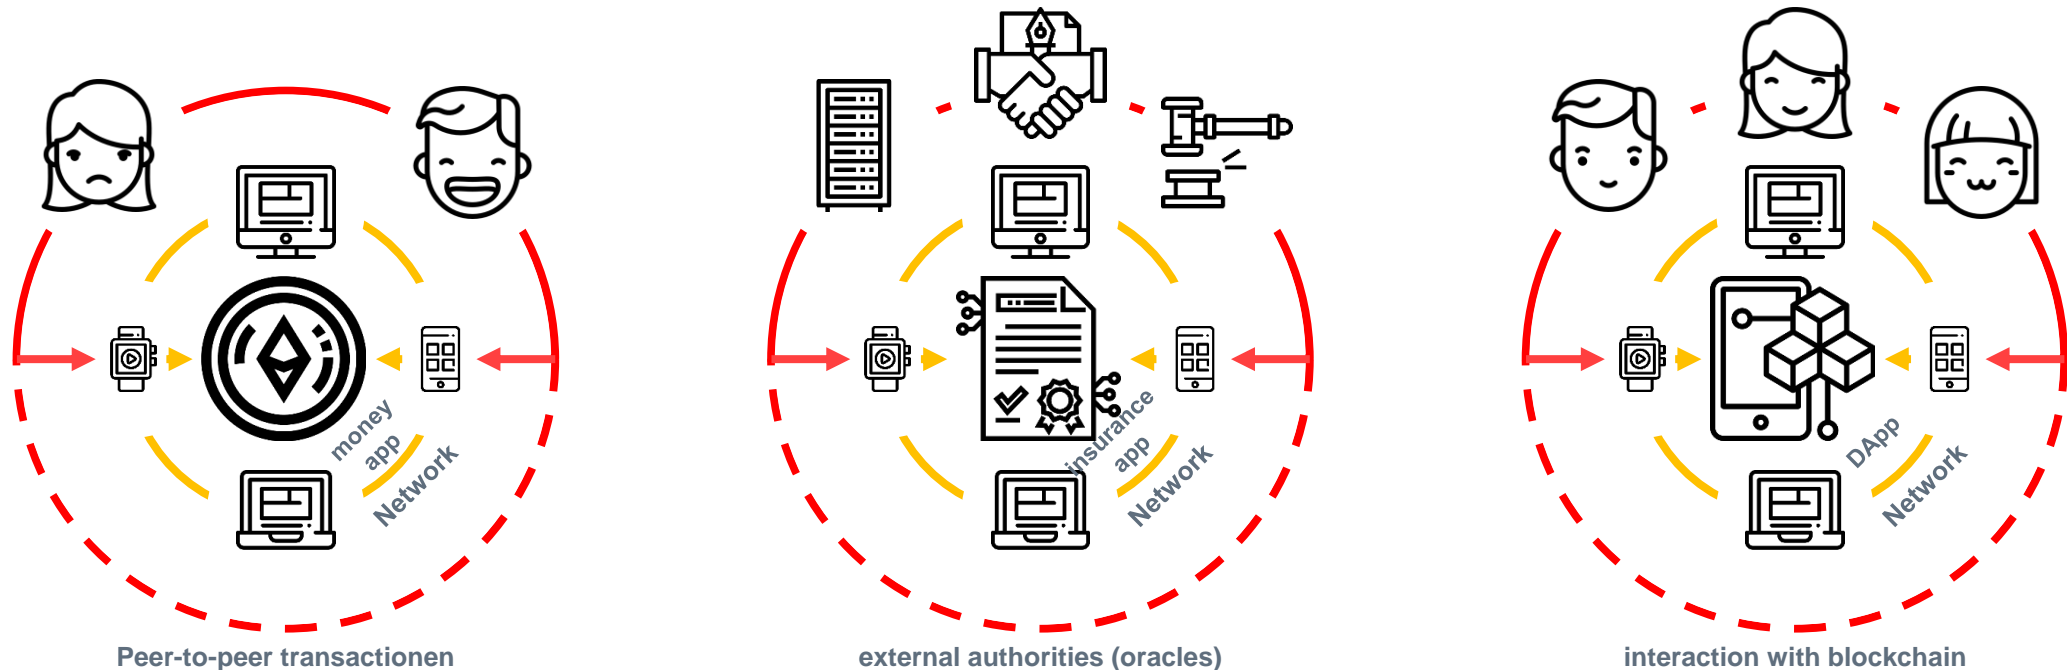 money
app
Network
Peer-to-peer transactionen
insurance
app
Network
external authorities (oracles)
DApp
Network
interaction with blockchain